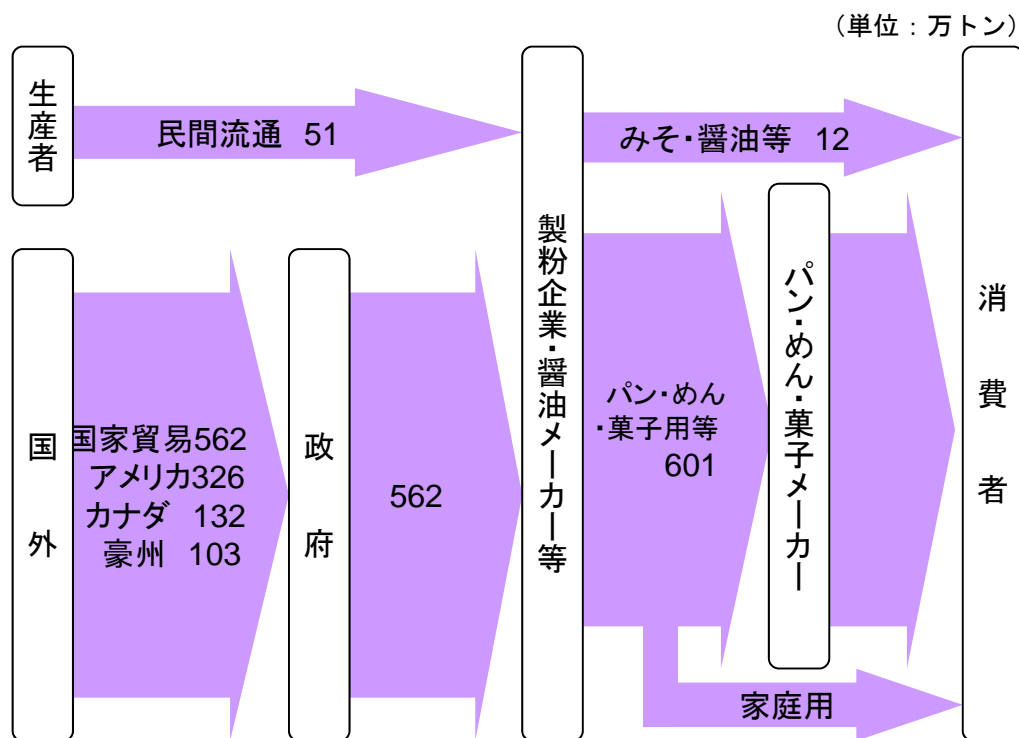 （単位：万トン）
生産者
民間流通 51
みそ・醤油等 12
国外
国家貿易562
アメリカ326
カナダ 132
豪州 103
政府
562
製粉企業・醤油メーカー等
パン・めん
・菓子用等
601
パン・めん・菓子メーカー
家庭用
消費者